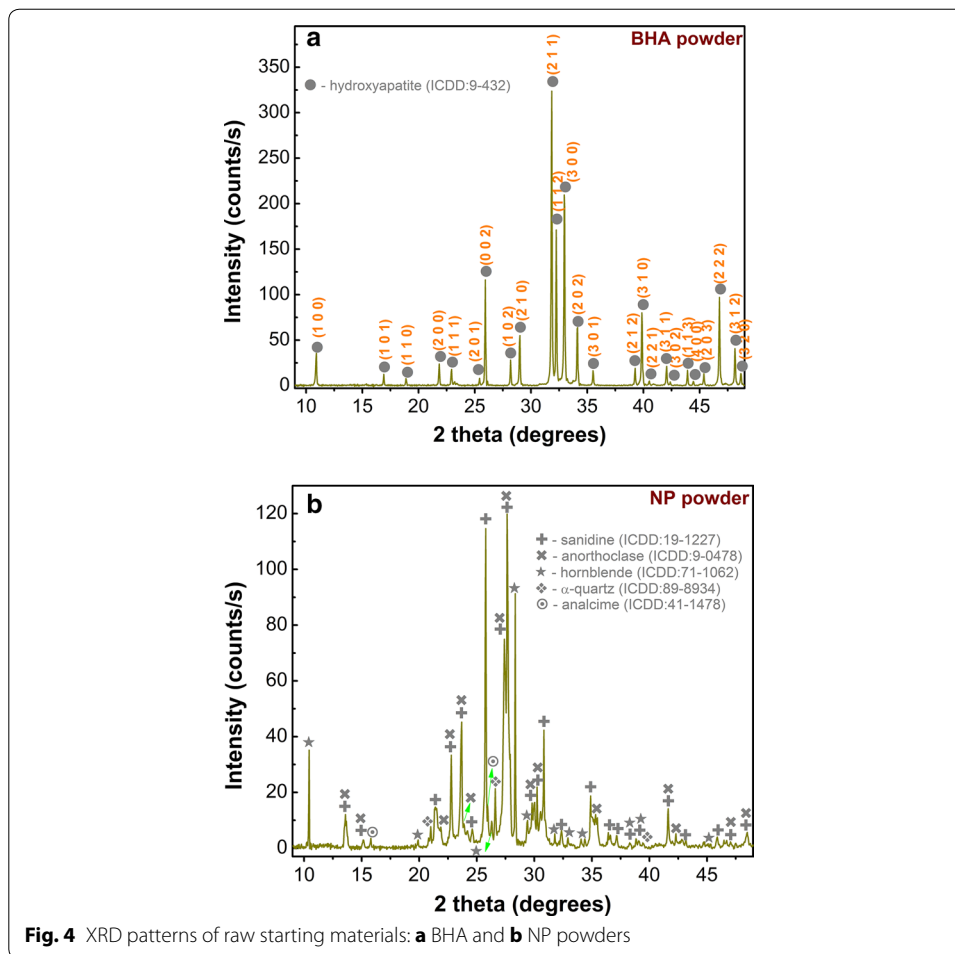 a
BHA powder
● - hydroxyapatite (ICDD:9-432)
350
300
250
200
150
100
50
0
Intensity (counts/s)
(1 0 0)
(1 0 1)
(1 1 0)
(2 0 0)
(1 1 1)
(2 0 1)
(0 0 2)
(1 0 2)
(2 1 0)
(2 1 1)
(1 1 2)
(3 0 0)
(2 0 2)
(3 0 1)
(2 1 2)
(3 1 0)
(2 2 1)
(3 1 1)
(3 0 2)
(1 1 3)
(4 0 0)
(2 0 3)
(2 2 2)
(3 1 2)
(3 2 0)
10 15 20 25 30 35 40 45
2 theta (degrees)
b
NP powder
- sanidine (ICDD:19-1227)
- anorthoclase (ICDD:9-0478)
- hornblende (ICDD:71-1062)
- α-quartz (ICDD:89-8934)
- analcime (ICDD:41-1478)
120
100
80
60
40
20
0
Intensity (counts/s)
10 15 20 25 30 35 40 45
2 theta (degrees)
Fig. 4 XRD patterns of raw starting materials: a BHA and b NP powders